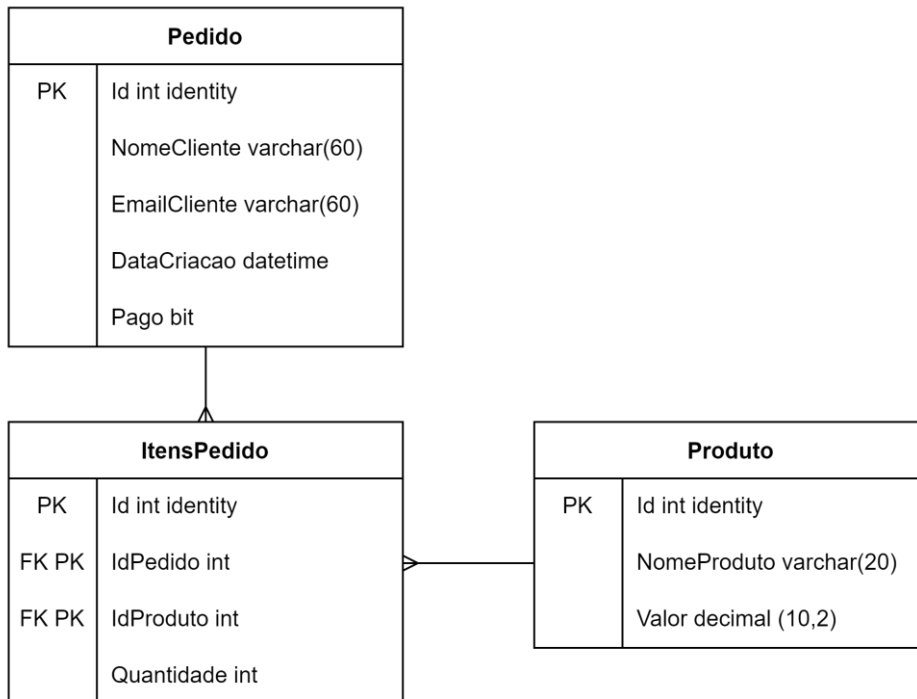 Pedido
PK Id int identity
NomeCliente varchar(60)
EmailCliente varchar(60)
DataCriacao datetime
Pago bit
ItensPedido
PK Id int identity
FK PK IdPedido int
FK PK IdProduto int
Quantidade int
Produto
PK Id int identity
NomeProduto varchar(20)
Valor decimal (10,2)